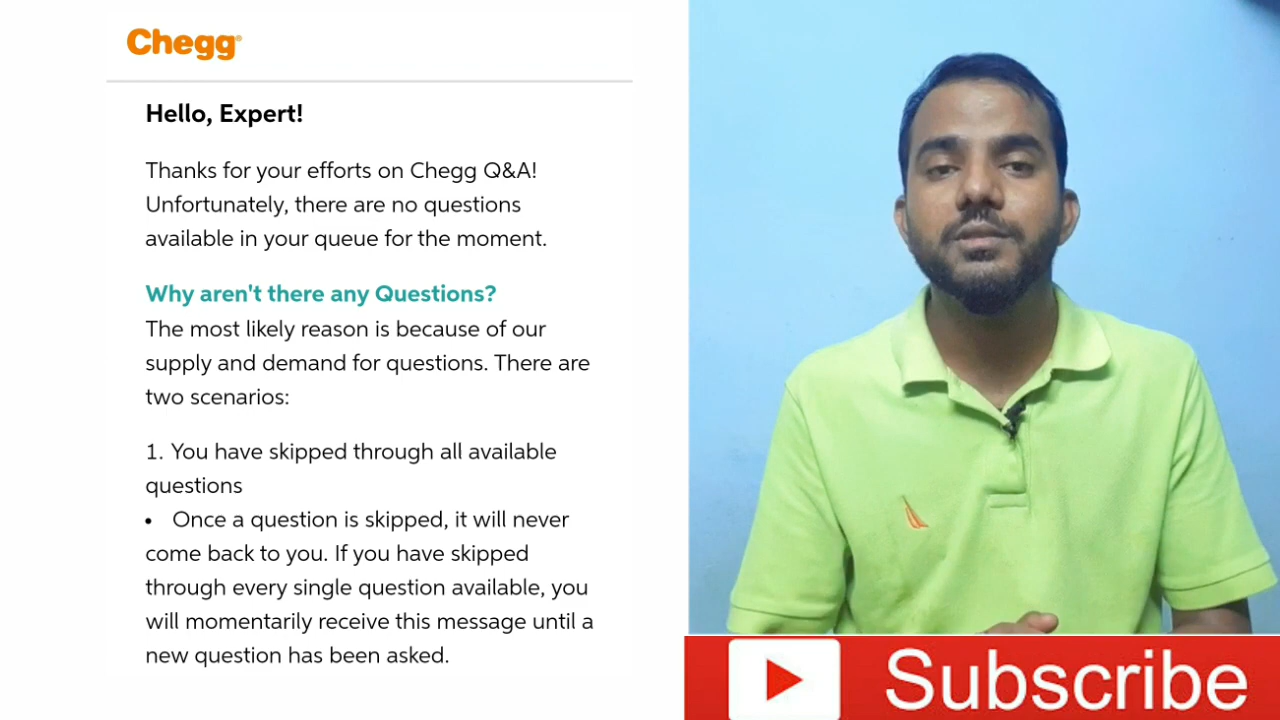 Chegg®
Hello, Expert!
Thanks for your efforts on Chegg Q&A!
Unfortunately, there are no questions
available in your queue for the moment.
Why aren't there any Questions?
The most likely reason is because of our
supply and demand for questions. There are
two scenarios:
1. You have skipped through all available
questions
• Once a question is skipped, it will never
come back to you. If you have skipped
through every single question available, you
will momentarily receive this message until a
new question has been asked.
Subscribe